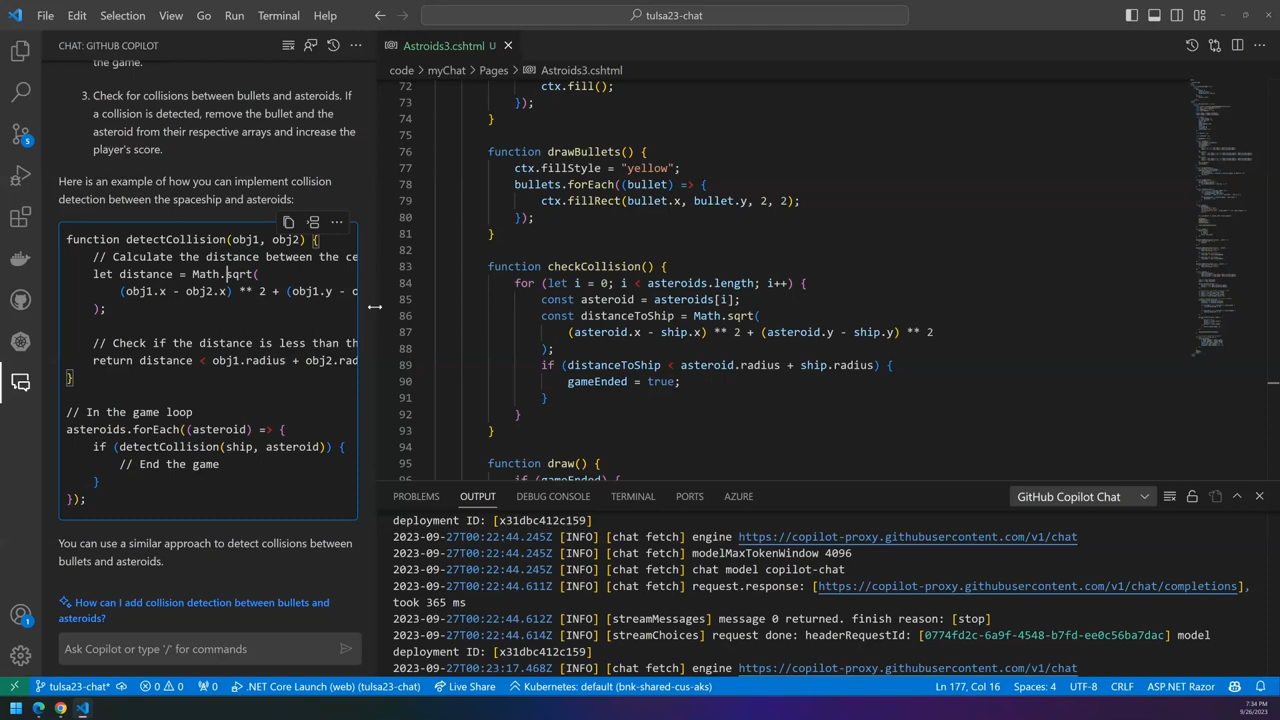 File Edit Selection View Go Run Terminal Help
tulsa23-chat
CHAT: GITHUB COPILOT
the game.
3. Check for collisions between bullets and asteroids. If
a collision is detected, remove the bullet and the
asteroid from their respective arrays and increase the
player's score.
Here is an example of how you can implement collision
detection between the spaceship and asteroids:
function detectCollision(obj1, obj2) {
// Calculate the distance between the ce
let distance = Math.sqrt(
(obj1.x - obj2.x) ** 2 + (obj1.y - o
);
// Check if the distance is less than th
return distance < obj1.radius + obj2.rad
}
// In the game loop
asteroids.forEach((asteroid) => {
if (detectCollision(ship, asteroid)) {
// End the game
}
});
You can use a similar approach to detect collisions between
bullets and asteroids.
How can I add collision detection between bullets and
asteroids?
Ask Copilot or type '/' for commands
5
1
Astroids3.cshtml U
code > myChat > Pages > Astroids3.cshtml
72 ctx.fill();
73 });
74 }
75
76 function drawBullets() {
77 ctx.fillStyle = "yellow";
78 bullets.forEach((bullet) => {
79 ctx.fillRect(bullet.x, bullet.y, 2, 2);
80 });
81 }
82
83 function checkCollision() {
84 for (let i = 0; i < asteroids.length; i++) {
85 const asteroid = asteroids[i];
86 const distanceToShip = Math.sqrt(
87 (asteroid.x - ship.x) ** 2 + (asteroid.y - ship.y) ** 2
88 );
89 if (distanceToShip < asteroid.radius + ship.radius) {
90 gameEnded = true;
91 }
92 }
93 }
94
95 function draw() {
96 if (gameEnded) {
PROBLEMS OUTPUT DEBUG CONSOLE TERMINAL PORTS AZURE
GitHub Copilot Chat
deployment ID: [x31dbc412c159]
2023-09-27T00:22:44.245Z [INFO] [chat fetch] engine https://copilot-proxy.githubusercontent.com/v1/chat
2023-09-27T00:22:44.245Z [INFO] [chat fetch] modelMaxTokenWindow 4096
2023-09-27T00:22:44.245Z [INFO] [chat fetch] chat model copilot-chat
2023-09-27T00:22:44.611Z [INFO] [chat fetch] request.response: [https://copilot-proxy.githubusercontent.com/v1/chat/completions],
took 365 ms
2023-09-27T00:22:44.612Z [INFO] [streamMessages] message 0 returned. finish reason: [stop]
2023-09-27T00:22:44.614Z [INFO] [streamChoices] request done: headerRequestId: [0774fd2c-6a9f-4548-b7fd-ee0c56ba7dac] model
deployment ID: [x31dbc412c159]
2023-09-27T00:23:17.468Z [INFO] [chat fetch] engine https://copilot-proxy.githubusercontent.com/v1/chat
tulsa23-chat* 0 0 0 .NET Core Launch (web) (tulsa23-chat) Live Share Kubernetes: default (bnk-shared-cus-aks) Ln 177, Col 16 Spaces: 4 UTF-8 CRLF ASP.NET Razor
7:34 PM
9/26/2023